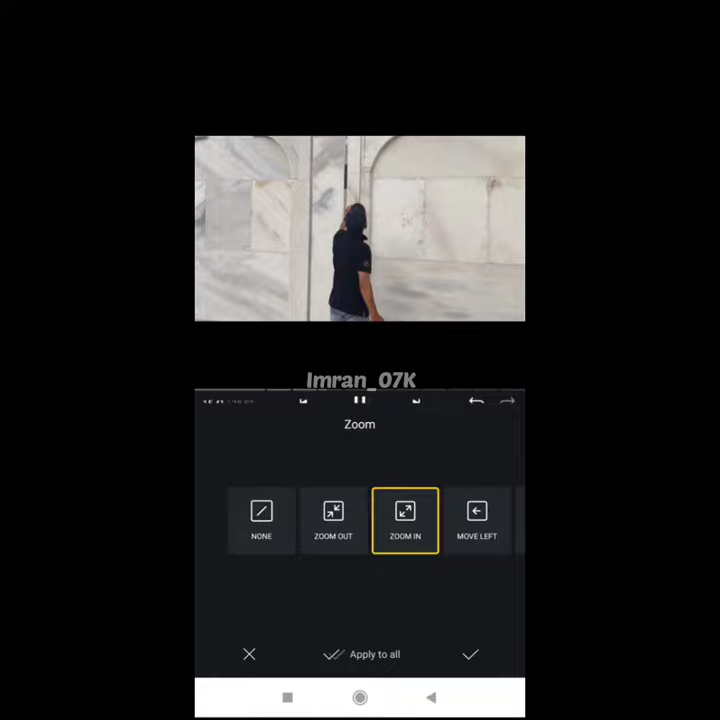 Imran_07K
Zoom
NONE
ZOOM OUT
ZOOM IN
MOVE LEFT
Apply to all